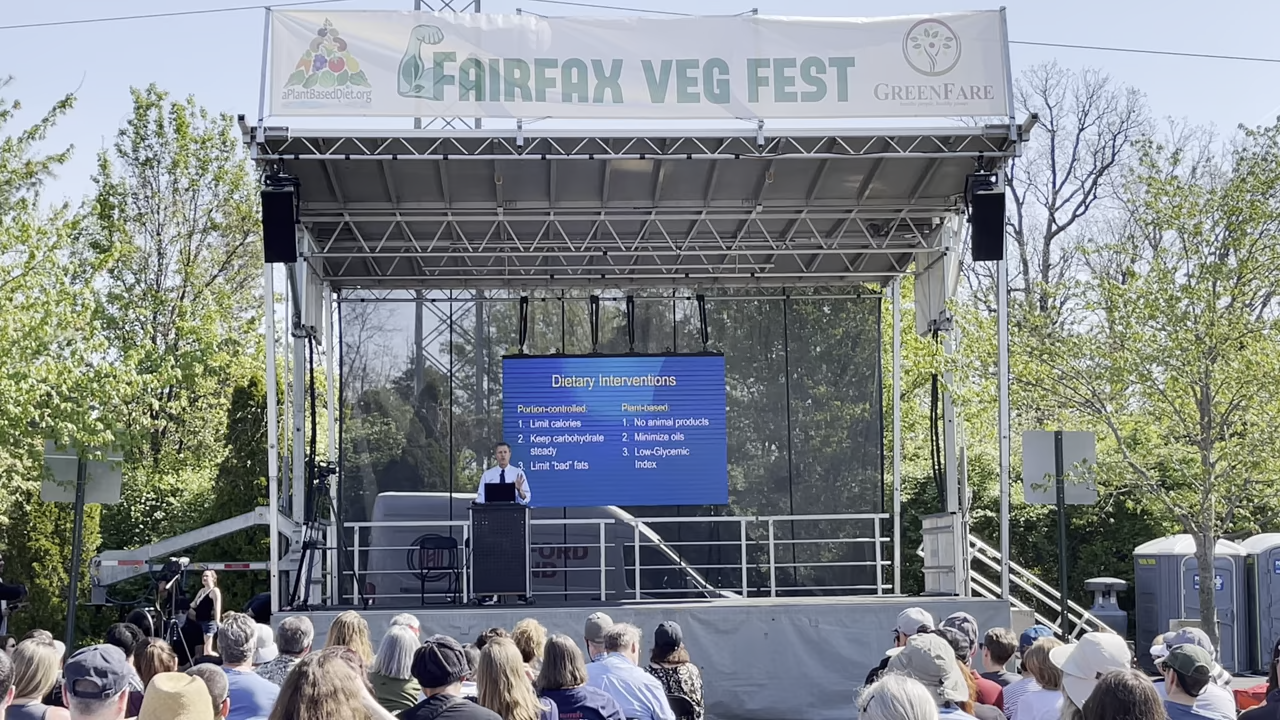 FAIRFAX VEG FEST
aPlantBasedDiet.org
GREENFARE
Dietary Interventions
Portion-controlled:
1. Limit calories
2. Keep carbohydrate
steady
3. Limit "bad" fats
Plant-based:
1. No animal products
2. Minimize oils
3. Low-Glycemic
Index